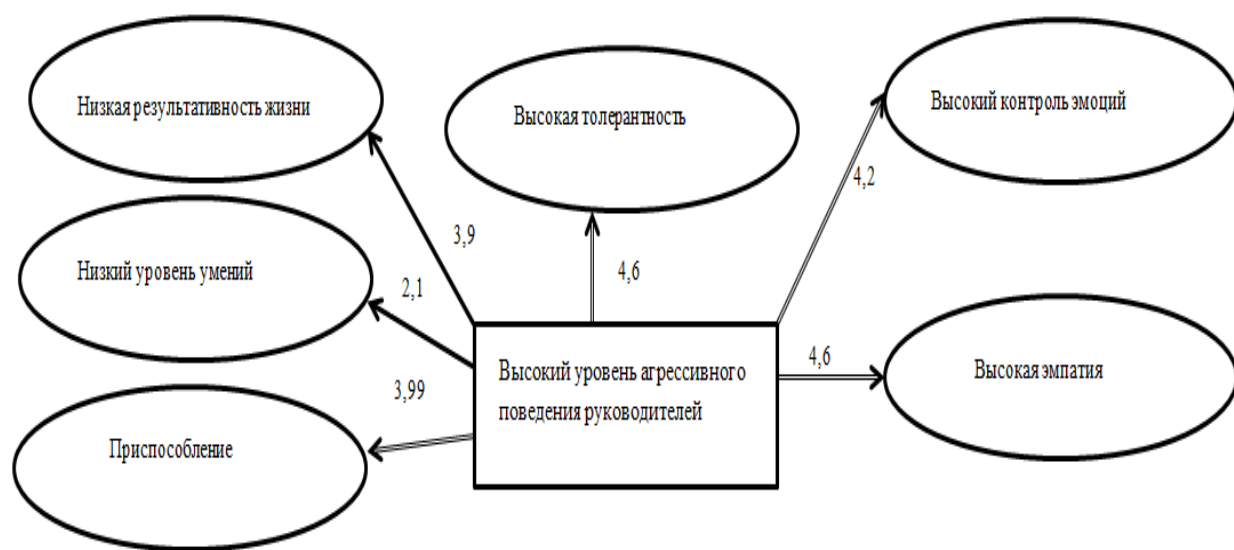 Низкая результативность жизни
Высокая толерантность
Высокий контроль эмоций
4,2
3,9
Низкий уровень умений
4,6
2,1
4,6
Высокий уровень агрессивного
поведения руководителей
Высокая эмпатия
3,99
Приспособление